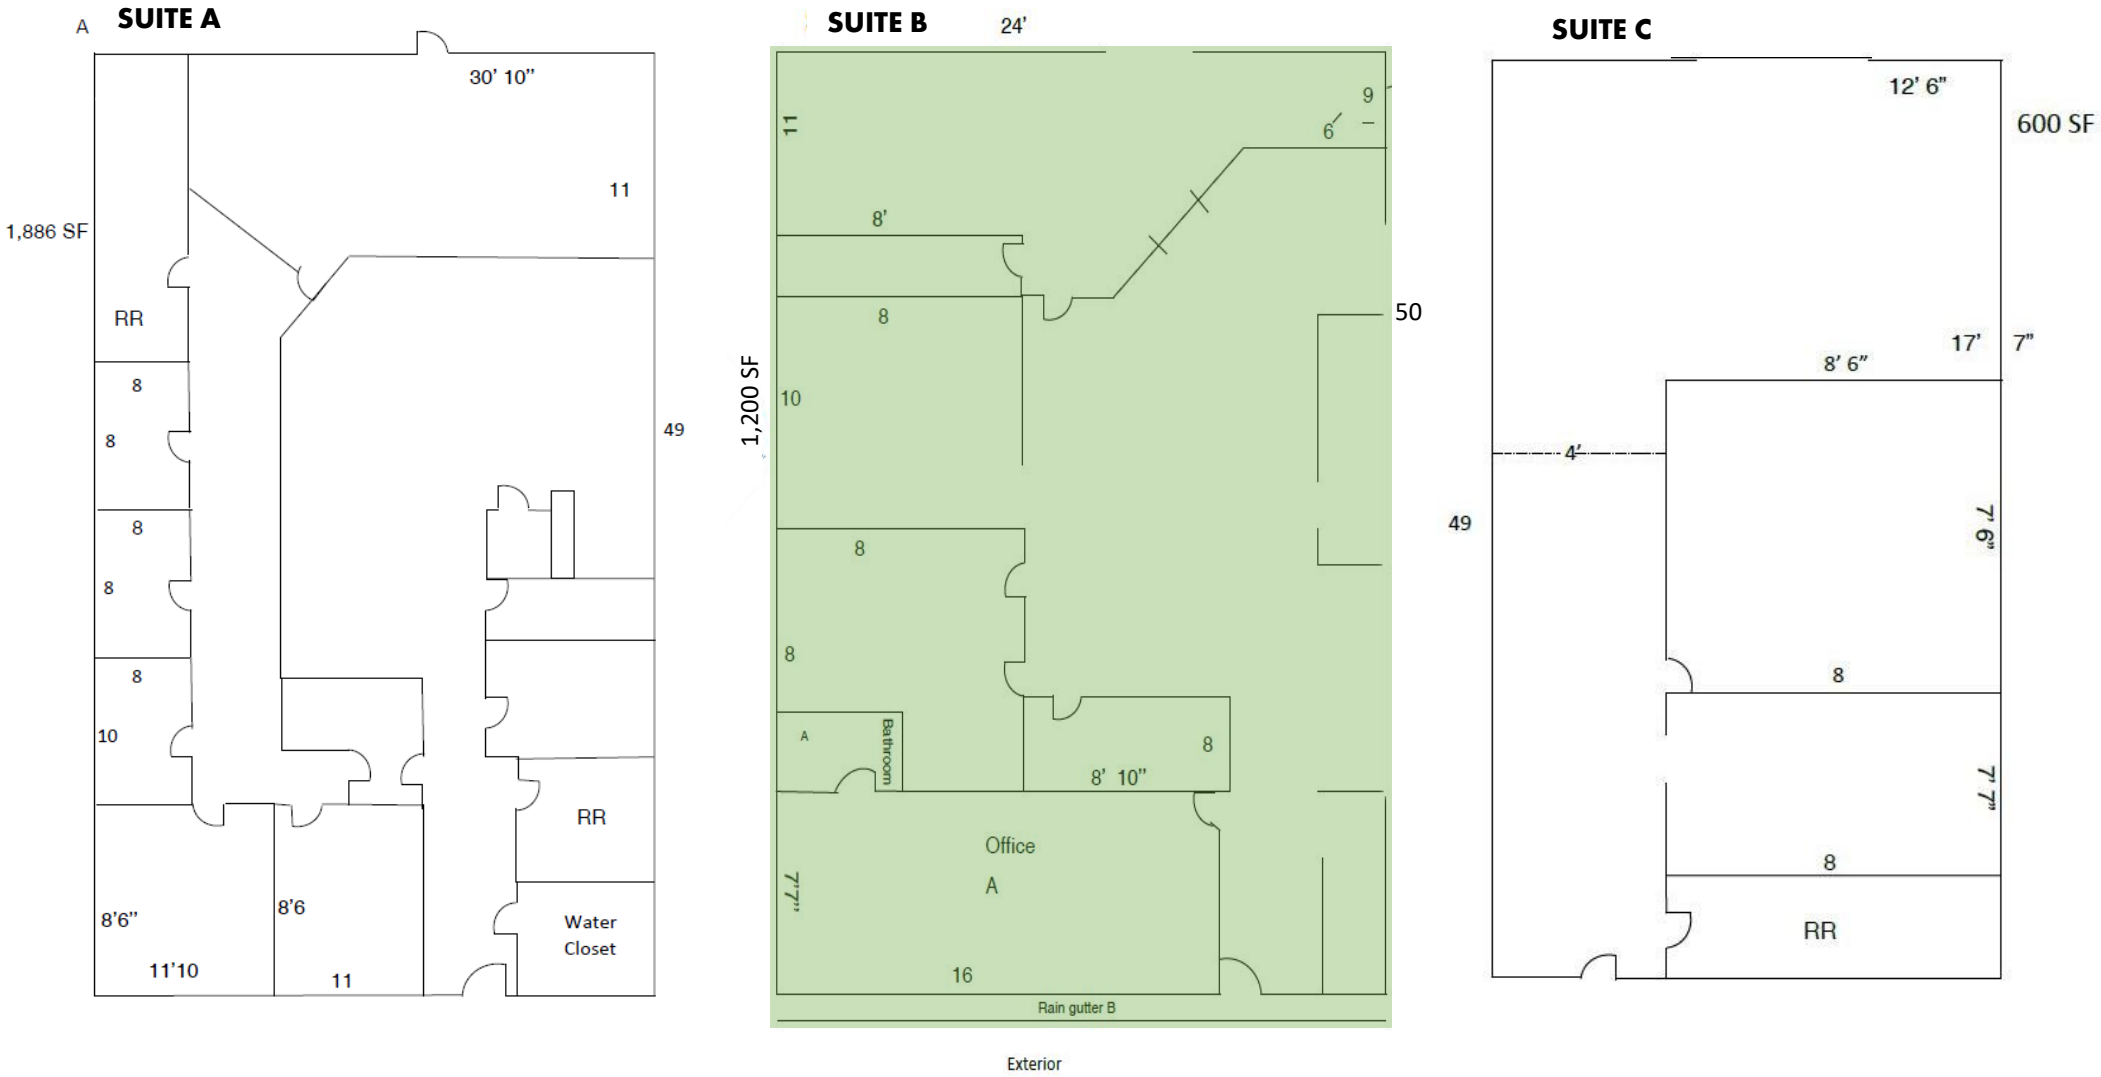 A
SUITE A
30’ 10’’
11
1,886 SF
RR
8
8
49
8
8
8
10
RR
8’6’’
8’6
Water
Closet
11’10
11
SUITE B
24’
11
9
6
8’
8
50
1,200 SF
10
8
8
A
Bathroom
8
8’ 10’’
Office
A
7’7’’
16
Rain gutter B
Exterior
SUITE C
12’ 6’’
600 SF
17’ 7’’
8’ 6’’
4’
49
7’ 6’’
8
7’ 7’’
8
RR